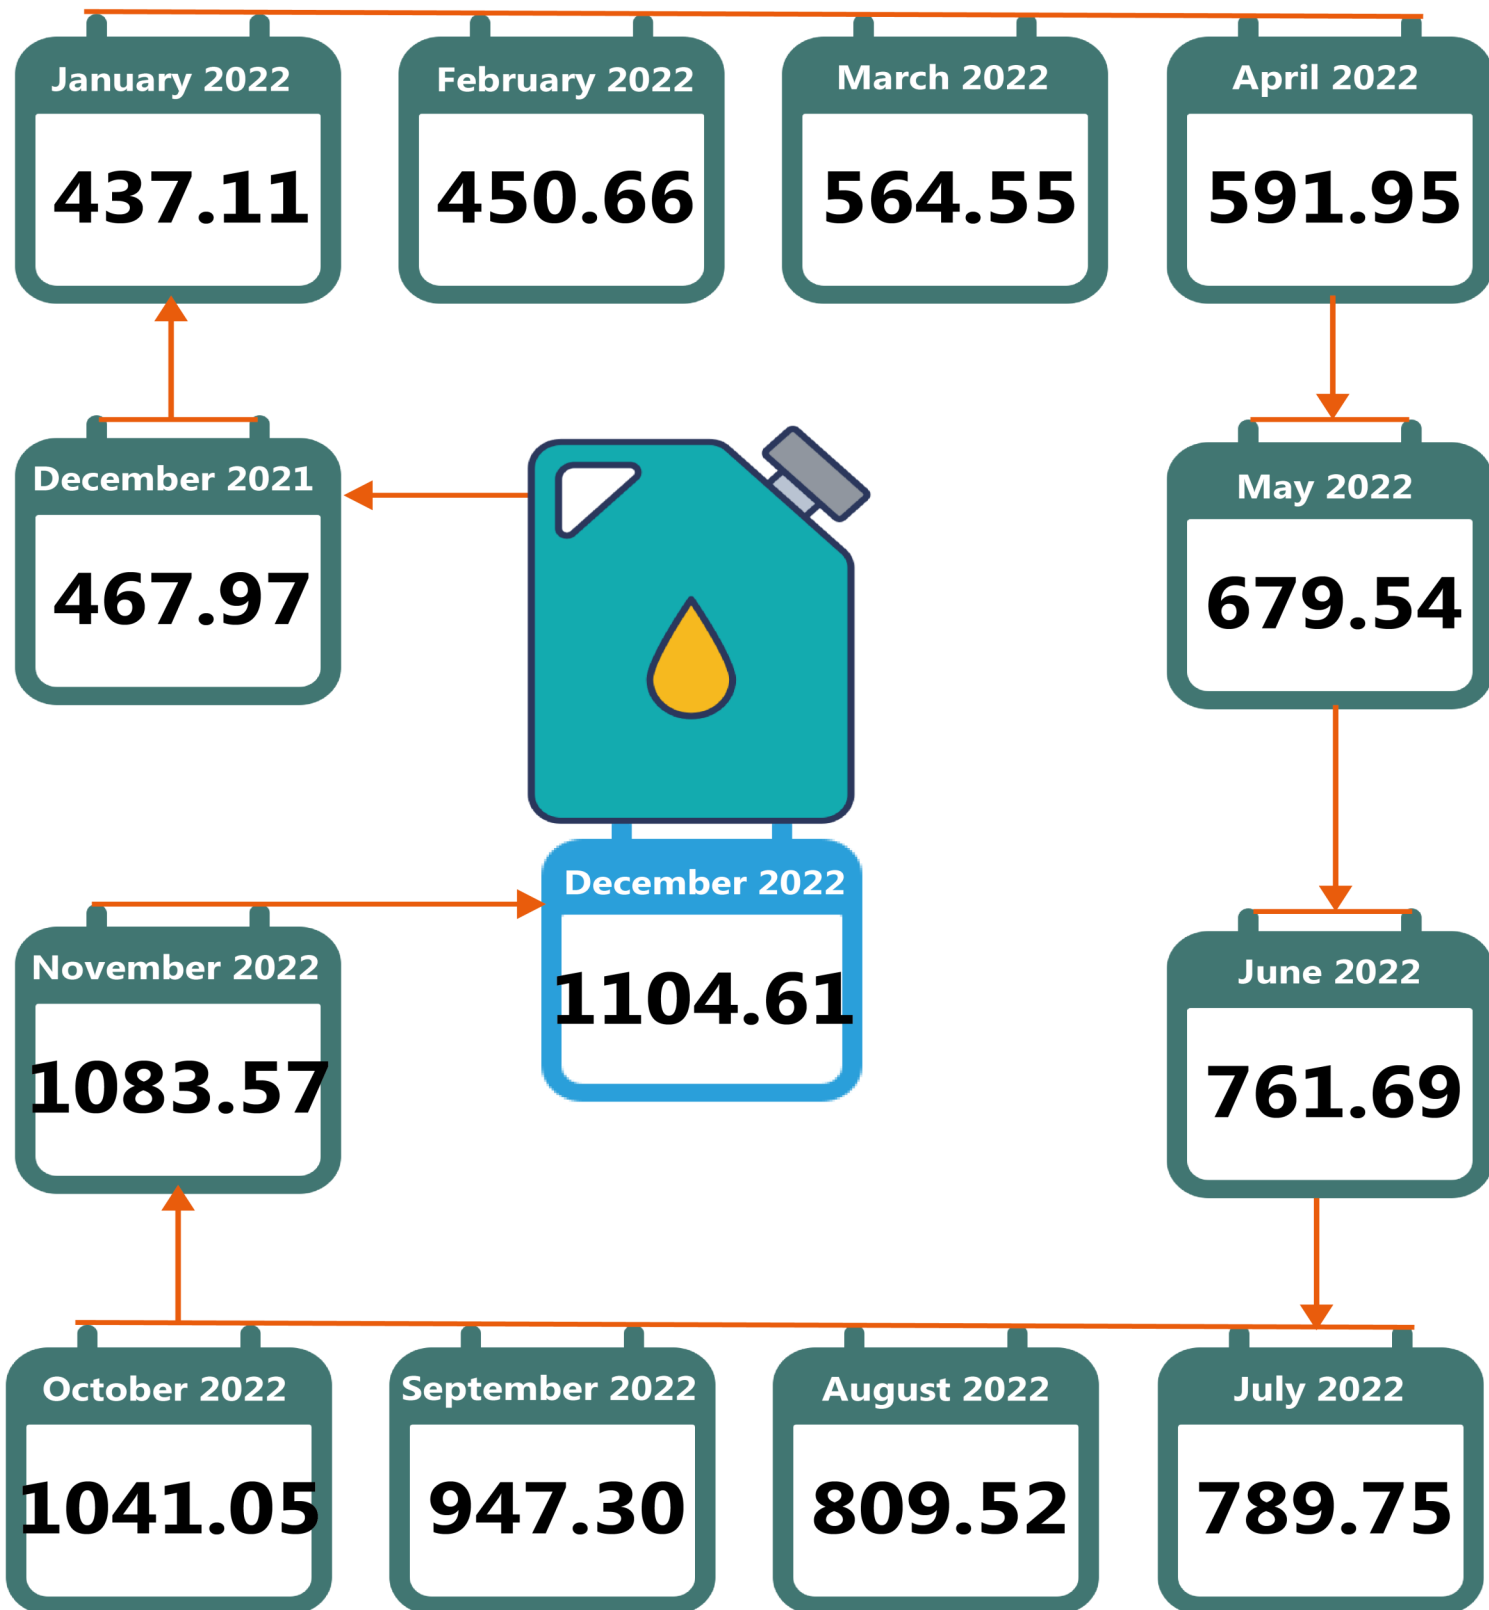 January 2022
437.11
February 2022
450.66
March 2022
564.55
April 2022
591.95
December 2021
467.97
May 2022
679.54
December 2022
1104.61
November 2022
1083.57
June 2022
761.69
October 2022
1041.05
September 2022
947.30
August 2022
809.52
July 2022
789.75